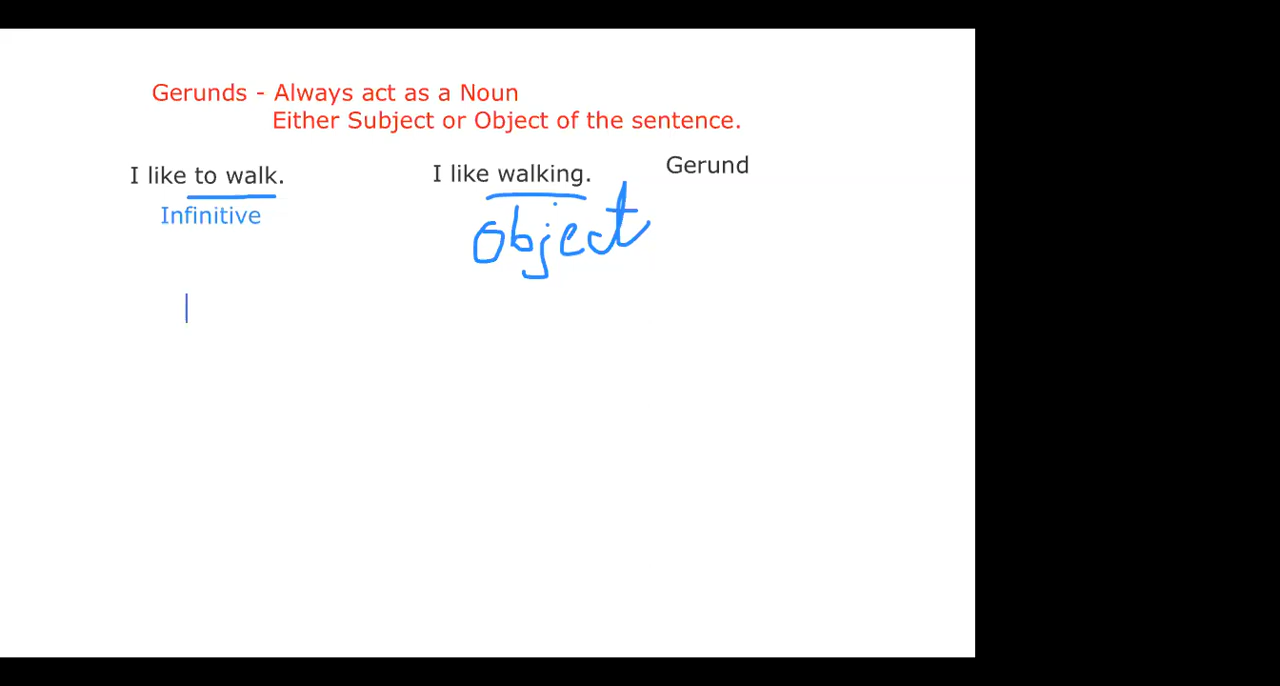 Gerunds - Always act as a Noun
Either Subject or Object of the sentence.
I like to walk. I like walking. Gerund
Infinitive object